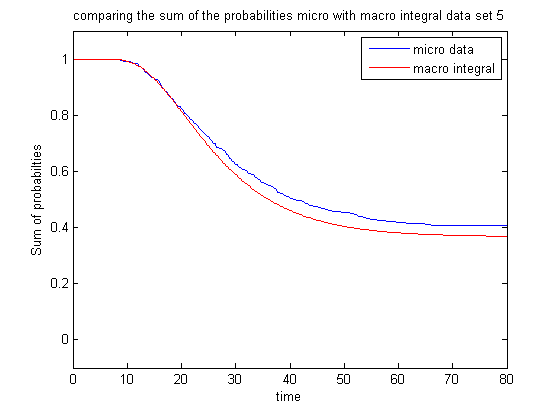 comparing the sum of the probabilities micro with macro integral data set 5
micro data
macro integral
1
0.8
0.6
0.4
0.2
0
Sum of probabilties
0 10 20 30 40 50 60 70 80
time